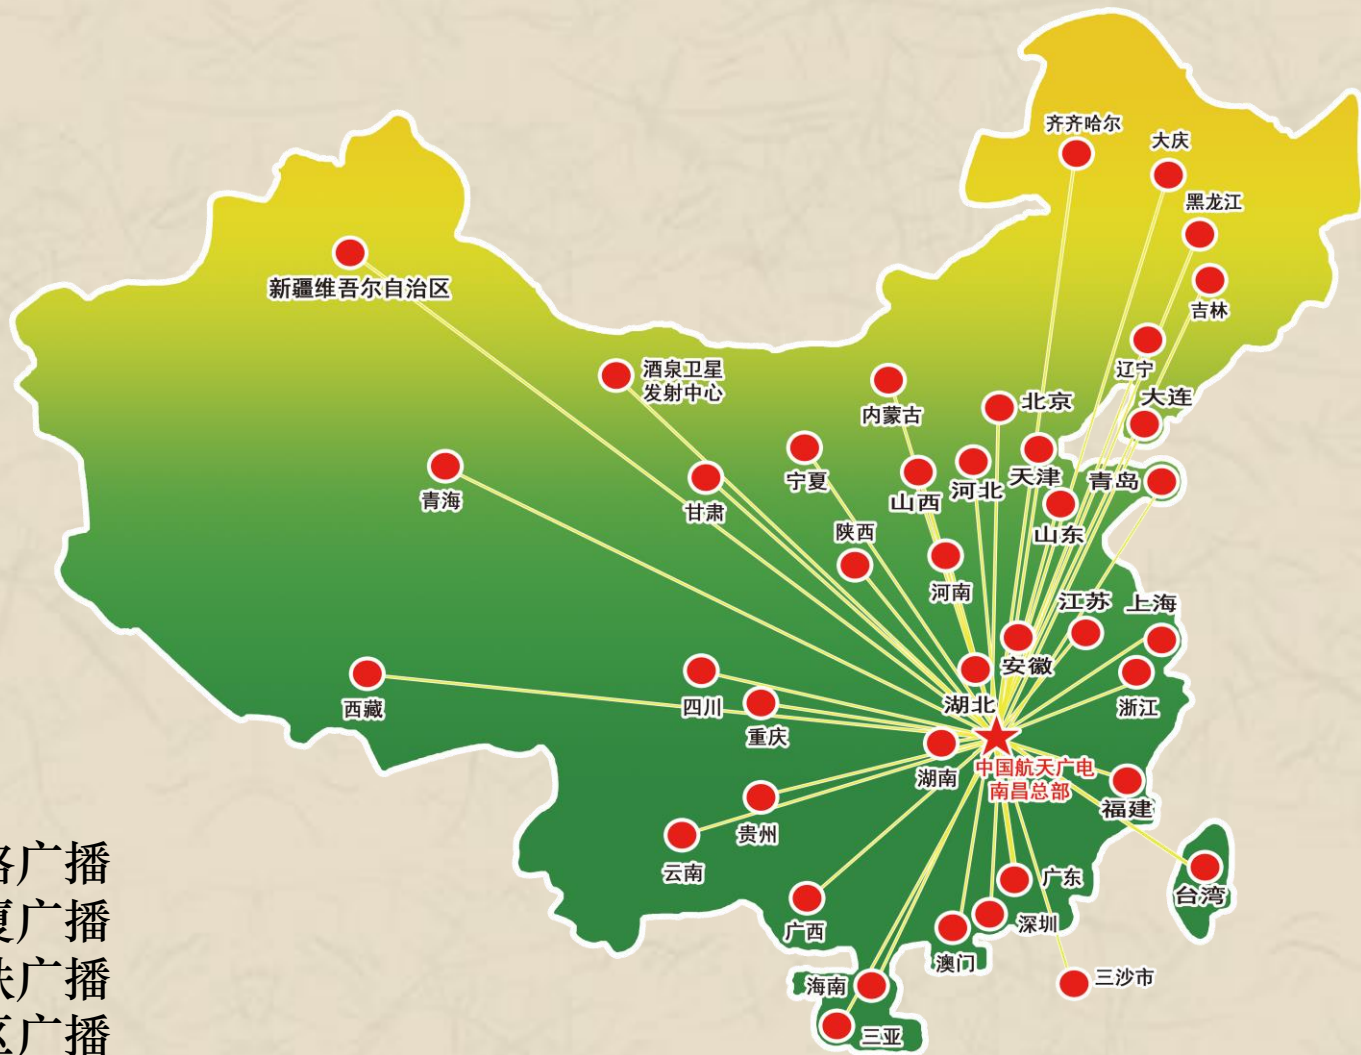 齐齐哈尔
大庆
黑龙江
新疆维吾尔自治区
吉林
酒泉卫星
发射中心
辽宁
内蒙古
北京
大连
青海
甘肃
宁夏
山西
河北
天津
青岛
陕西
山东
河南
江苏
上海
安徽
西藏
四川
重庆
湖北
浙江
湖南
中国航天广电
南昌总部
福建
贵州
云南
广东
台湾
广西
深圳
澳门
海南
三沙市
三亚
广播
广播
广播
区广播